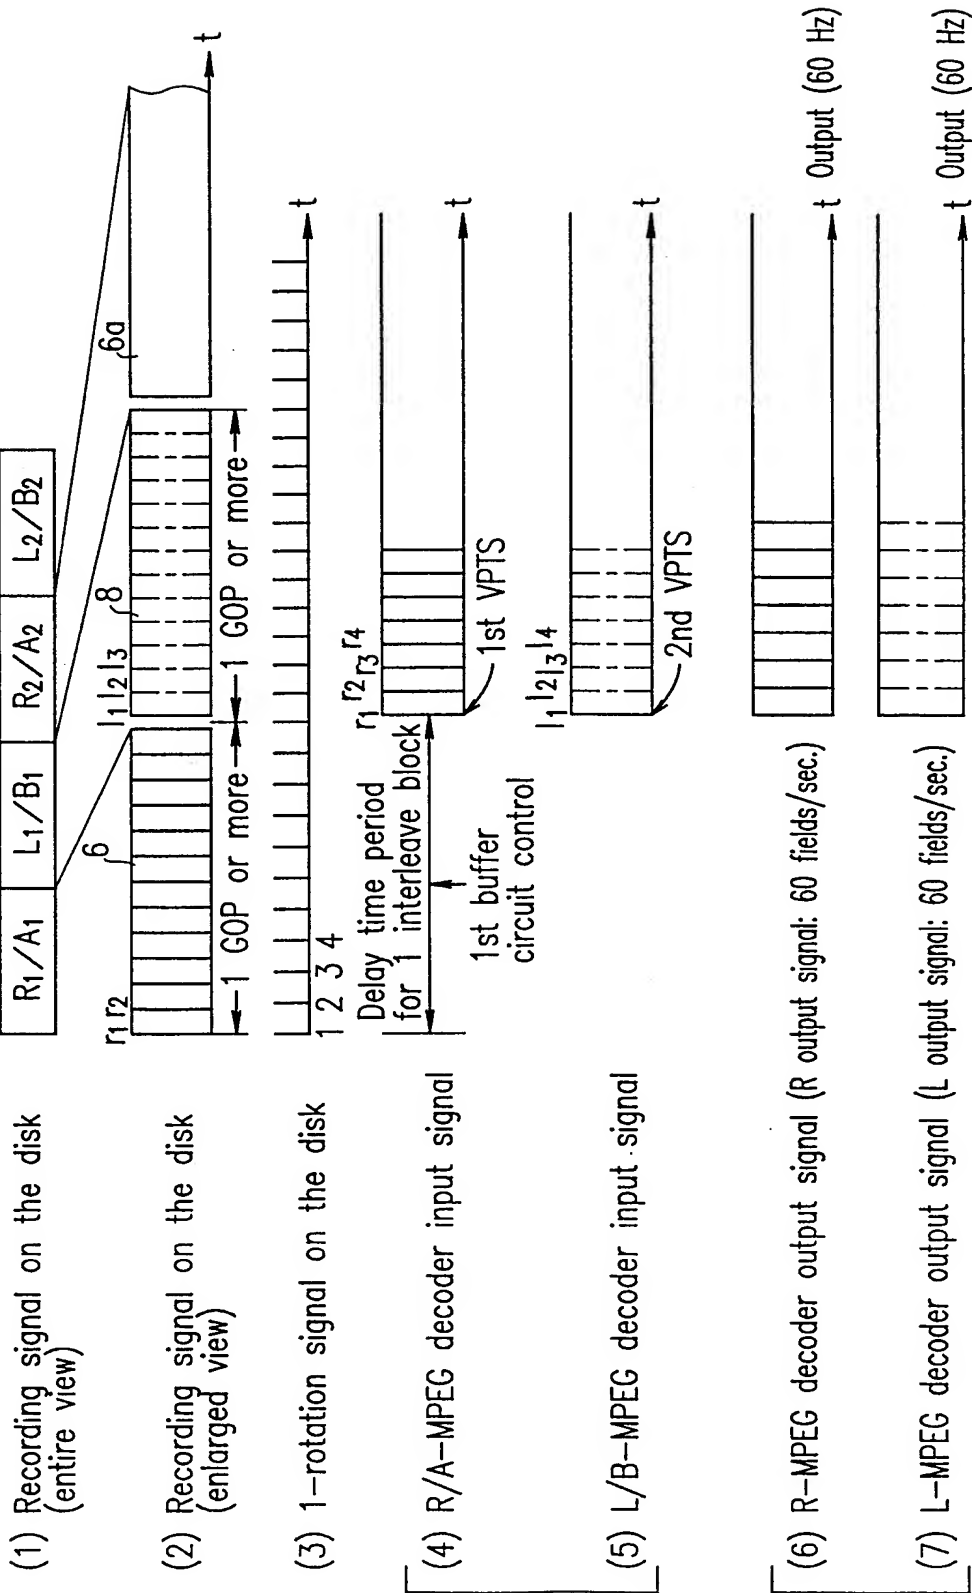 (1) Recording signal on the disk
(entire view)
R1/A1 L1/B1 R2/A2 L2/B2
(2) Recording signal on the disk
(enlarged view)
r1 r2
6
l1 l2 l3
8
6a
t
1 GOP or more
1 GOP or more
(3) 1-rotation signal on the disk
1 2 3 4
t
(4) R/A-MPEG decoder input signal
Delay time period
for 1 interleave block
1st buffer
circuit control
r1 r2 r3 r4
1st VPTS
t
(5) L/B-MPEG decoder input signal
l1 l2 l3 l4
2nd VPTS
t
(6) R-MPEG decoder output signal (R output signal: 60 fields/sec.)
t Output (60 Hz)
(7) L-MPEG decoder output signal (L output signal: 60 fields/sec.)
t Output (60 Hz)